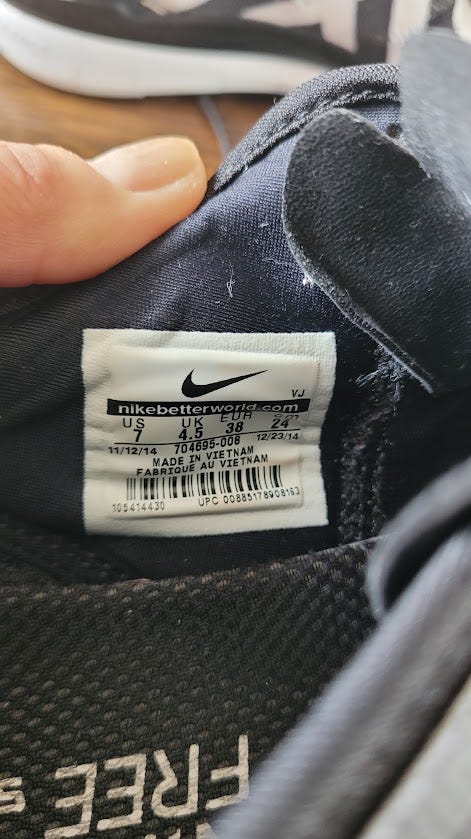 VJ
nikebetterworld.com
US UK EUR cm
7 4.5 38 24
11/12/14 704695-008 12/23/14
MADE IN VIETNAM
FABRIQUE AU VIETNAM
105414430 UPC 00885178908163
FREE